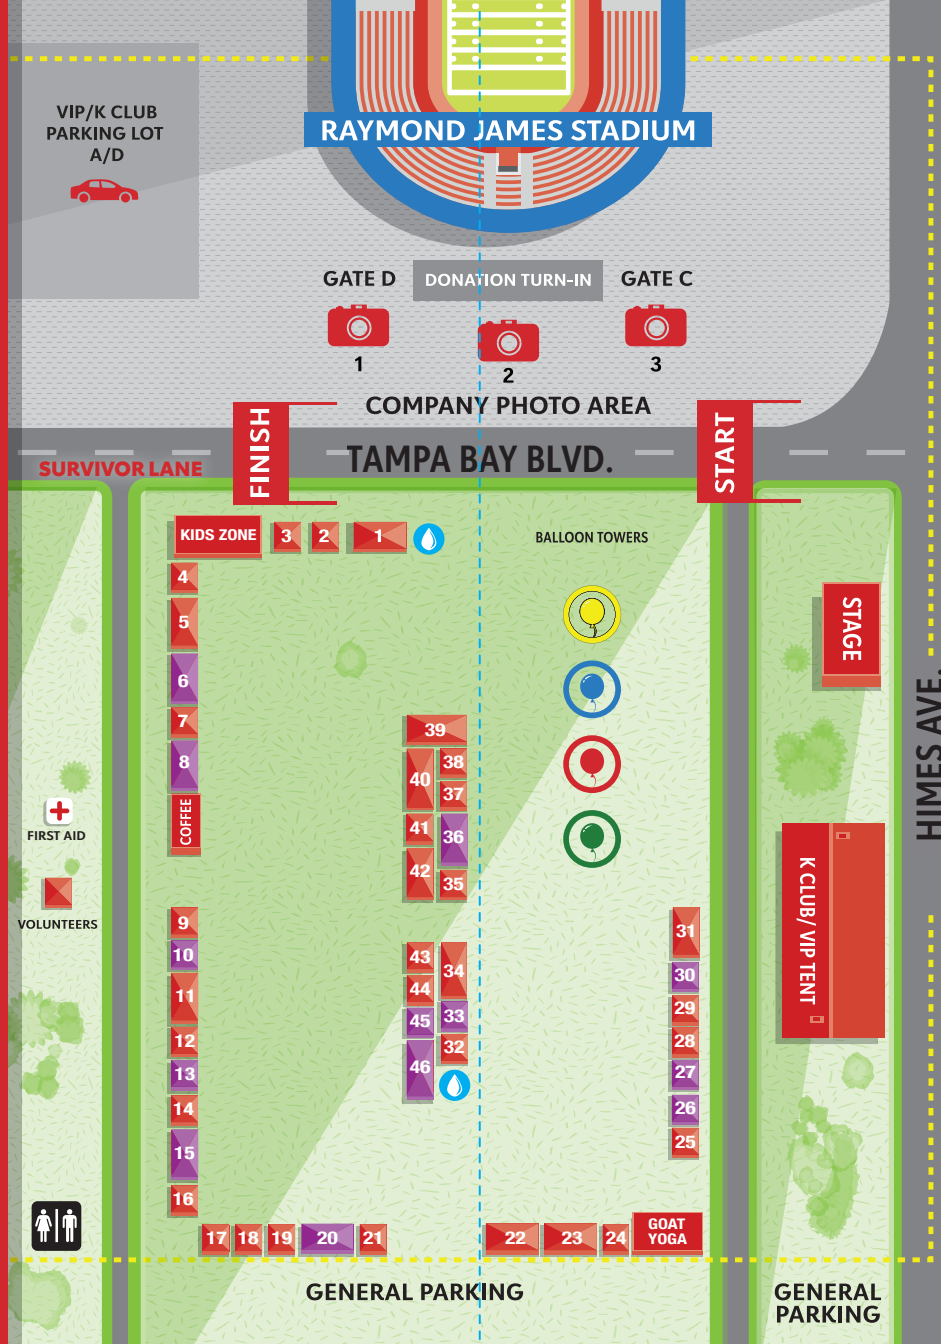 VIP/K CLUB
PARKING LOT
A/D
RAYMOND JAMES STADIUM
GATE D
DONATION TURN-IN
GATE C
1
2
3
COMPANY PHOTO AREA
FINISH
START
TAMPA BAY BLVD.
SURVIVOR LANE
KIDS ZONE
3
2
1
BALLOON TOWERS
4
5
6
7
8
COFFEE
STAGE
HIMES AVE.
39
38
40
37
41
36
42
35
FIRST AID
VOLUNTEERS
K CLUB/ VIP TENT
9
10
11
12
13
14
15
16
43
34
44
45
33
32
46
31
30
29
28
27
26
25
17
18
19
20
21
22
23
24
GOAT
YOGA
GENERAL PARKING
GENERAL
PARKING